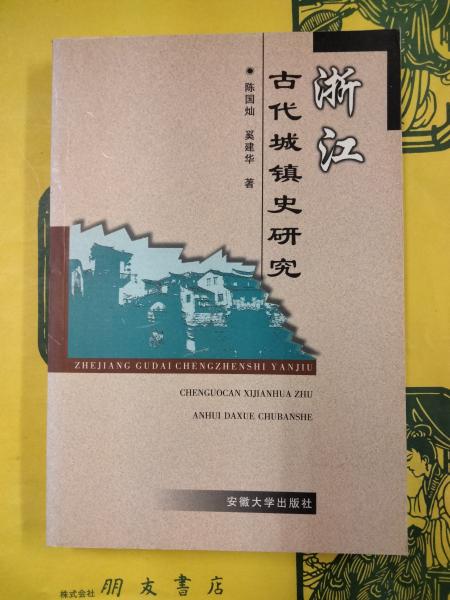 浙江
古代城镇史研究
陈国灿 奚建华 著
ZHEJIANG GUDAI CHENGZHENSHI YANJIU
CHENGUOCAN XIJIANHUA ZHU
ANHUI DAXUE CHUBANSHE
安徽大学出版社
株式会社 朋友書店